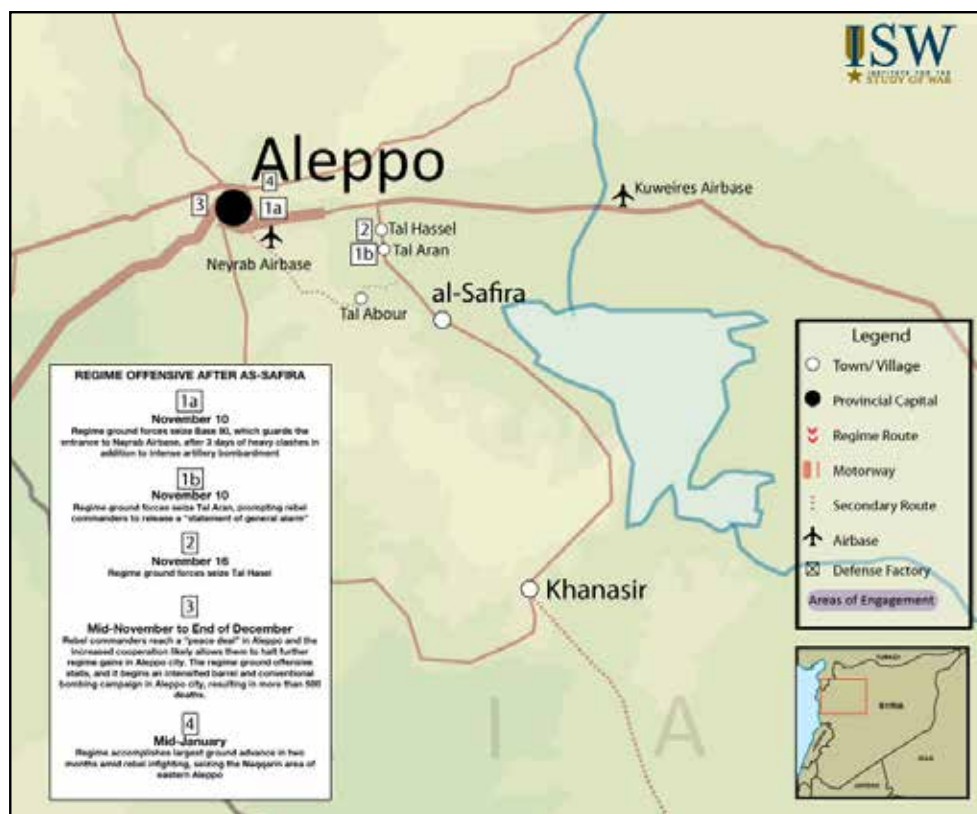 ISW
INSTITUTE FOR THE
STUDY OF WAR
Aleppo
4
3
1a
Kuweires Airbase
2
Tal Hassel
1b
Tal Aran
Neyrab Airbase
al-Safira
Tal Abour
Khanasir
I A
REGIME OFFENSIVE AFTER AS-SAFIRA
1a
November 10
Regime ground forces seize Base 80, which guards the
entrance to Nayrab Airbase, after 3 days of heavy clashes in
addition to intense artillery bombardment
1b
November 10
Regime ground forces seize Tal Aran, prompting rebel
commanders to release a "statement of general alarm"
2
November 16
Regime ground forces seize Tal Hasel
3
Mid-November to End of December
Rebel commanders reach a "peace deal" in Aleppo and the
increased cooperation likely allows them to halt further
regime gains in Aleppo city. The regime ground offensive
stalls, and it begins an intensified barrel and conventional
bombing campaign in Aleppo city, resulting in more than 500
deaths.
4
Mid-January
Regime accomplishes largest ground advance in two
months amid rebel infighting, seizing the Naqqarin area of
eastern Aleppo
Legend
Town/ Village
Provincial Capital
Regime Route
Motorway
Secondary Route
Airbase
Defense Factory
Areas of Engagement
TURKEY
SYRIA
IRAQ
JORDAN